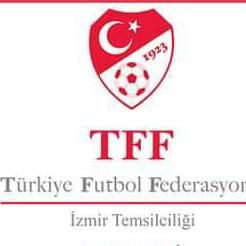 1923
TFF
Türkiye Futbol Federasyon
İzmir Temsilciliği